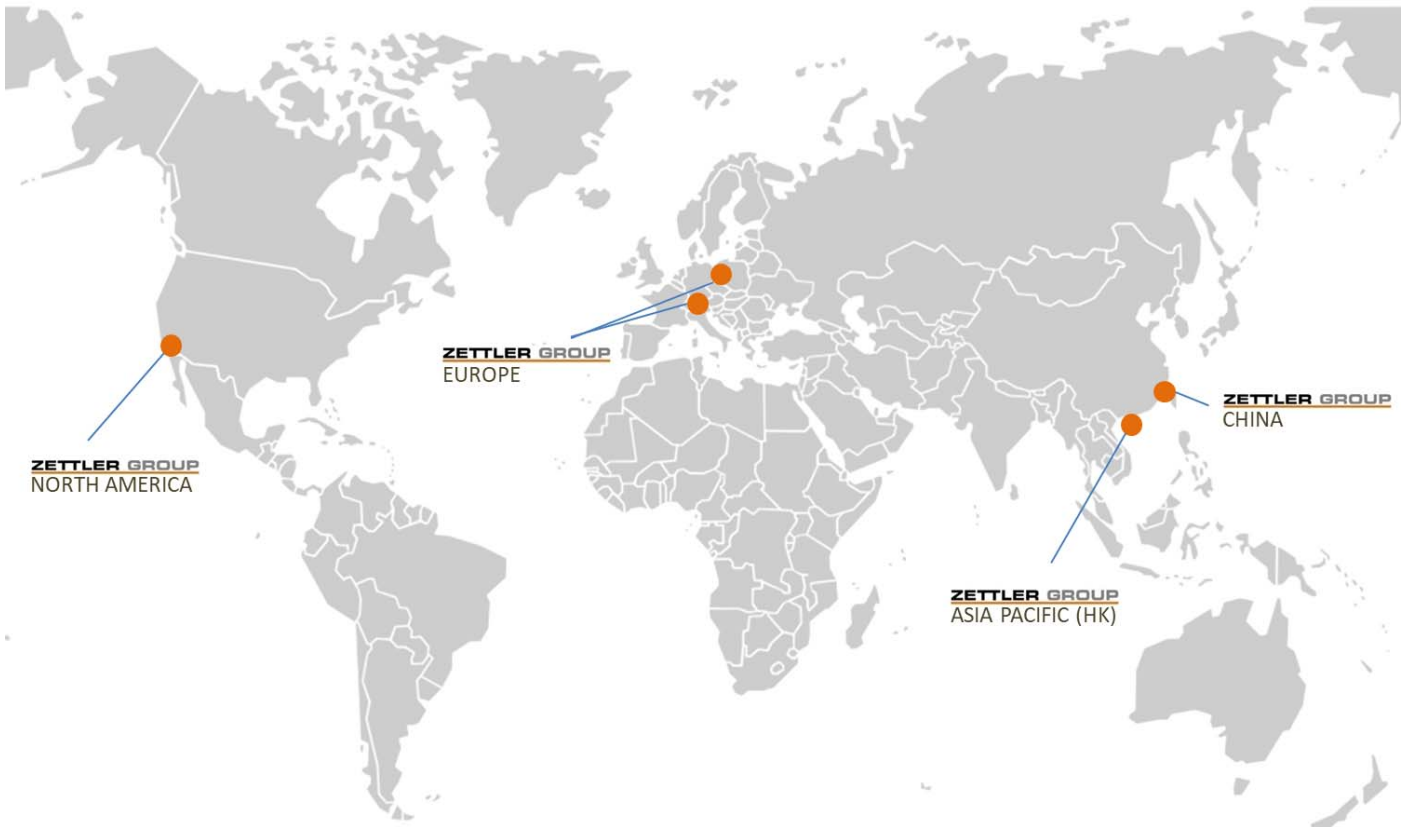 ZETTLER GROUP
EUROPE
ZETTLER GROUP
CHINA
ZETTLER GROUP
NORTH AMERICA
ZETTLER GROUP
ASIA PACIFIC (HK)